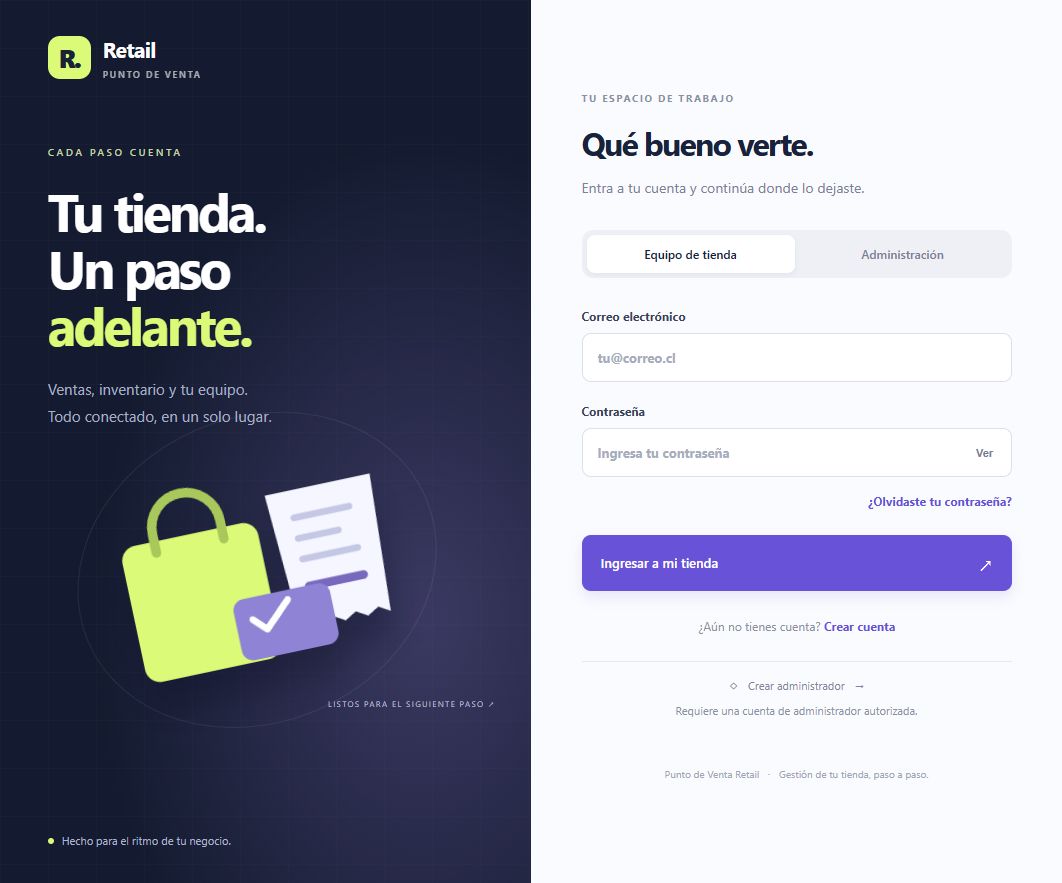 R.
Retail
PUNTO DE VENTA
CADA PASO CUENTA
Tu tienda.
Un paso
adelante.
Ventas, inventario y tu equipo.
Todo conectado, en un solo lugar.
LISTOS PARA EL SIGUIENTE PASO ↗
Hecho para el ritmo de tu negocio.
TU ESPACIO DE TRABAJO
Qué bueno verte.
Entra a tu cuenta y continúa donde lo dejaste.
Equipo de tienda
Administración
Correo electrónico
tu@correo.cl
Contraseña
Ingresa tu contraseña
Ver
¿Olvidaste tu contraseña?
Ingresar a mi tienda ↗
¿Aún no tienes cuenta? Crear cuenta
◇ Crear administrador →
Requiere una cuenta de administrador autorizada.
Punto de Venta Retail · Gestión de tu tienda, paso a paso.